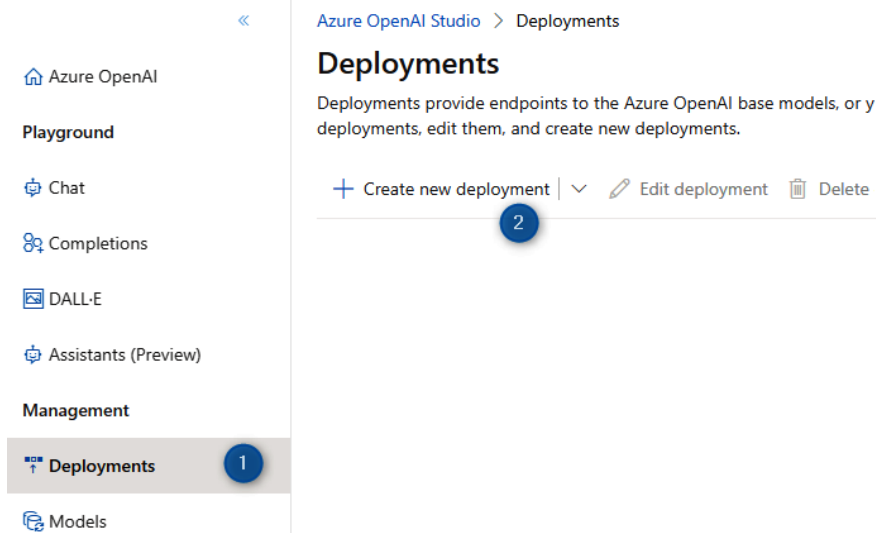 «
Azure OpenAI
Playground
Chat
Completions
DALL·E
Assistants (Preview)
Management
Deployments 1
Models
Azure OpenAI Studio > Deployments
Deployments
Deployments provide endpoints to the Azure OpenAI base models, or y
deployments, edit them, and create new deployments.
+ Create new deployment Edit deployment Delete
2